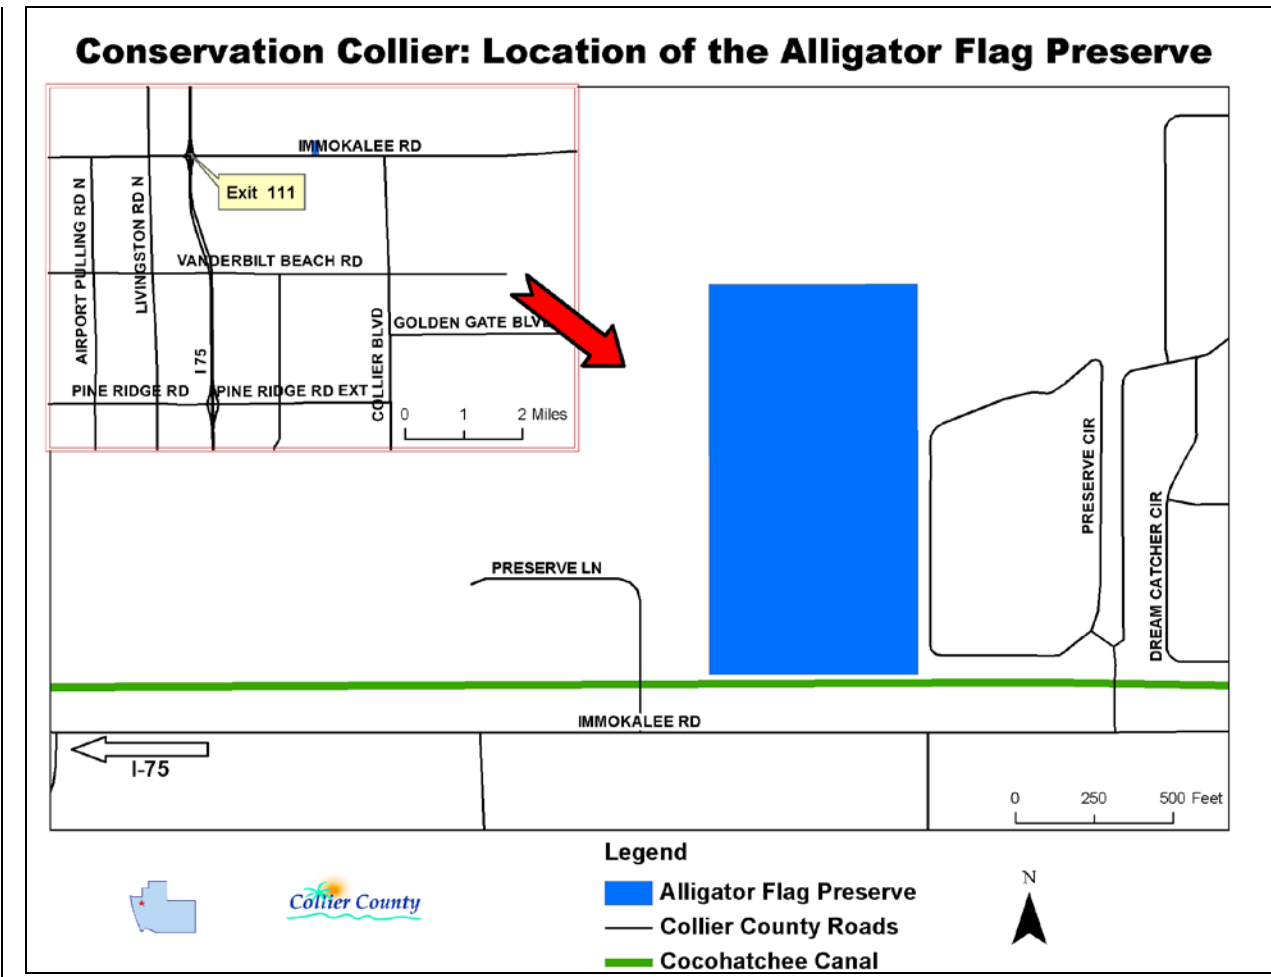 Conservation Collier: Location of the Alligator Flag Preserve
IMMOKALEE RD
Exit 111
AIRPORT PULLING RD N
LIVINGSTON RD N
VANDERBILT BEACH RD
I 75
COLLIER BLVD
GOLDEN GATE BLVD
PINE RIDGE RD
PINE RIDGE RD EXT
0 1 2 Miles
PRESERVE CIR
DREAM CATCHER CIR
PRESERVE LN
IMMOKALEE RD
I-75
0 250 500 Feet
Legend
Alligator Flag Preserve
Collier County Roads
Cocohatchee Canal
Collier County
N